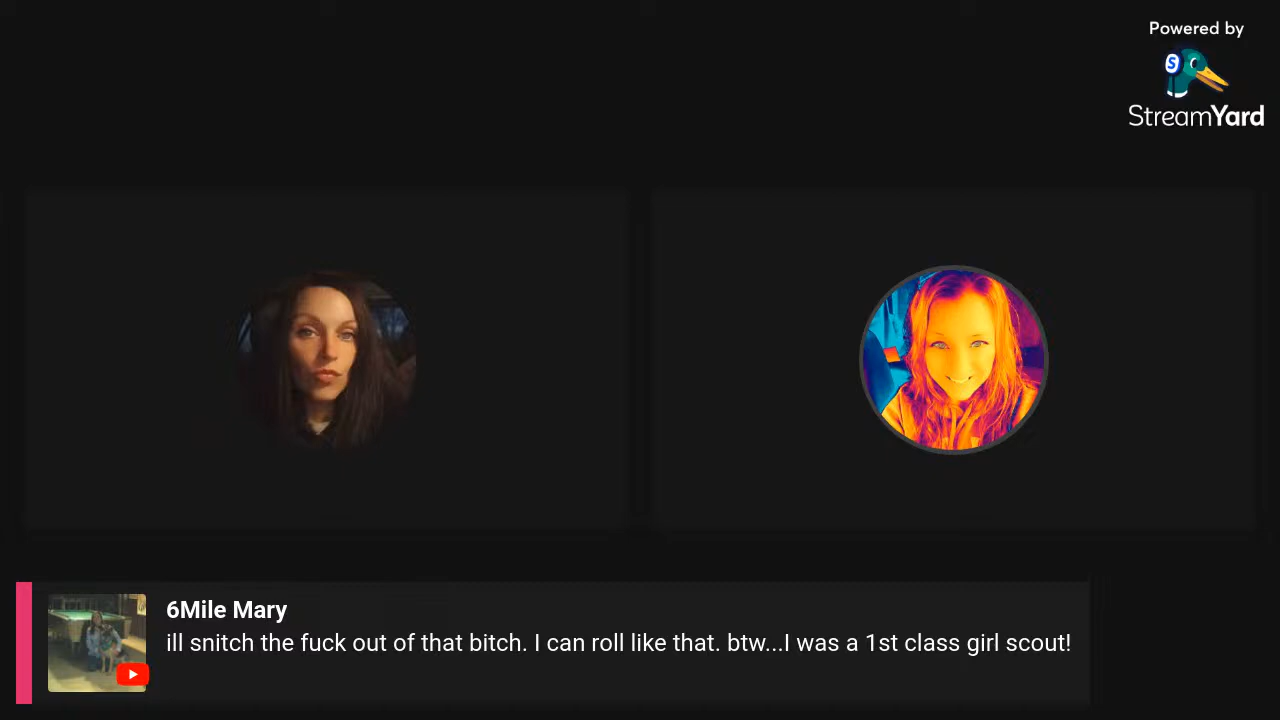 Powered by
StreamYard
6Mile Mary
ill snitch the fuck out of that bitch. I can roll like that. btw...I was a 1st class girl scout!